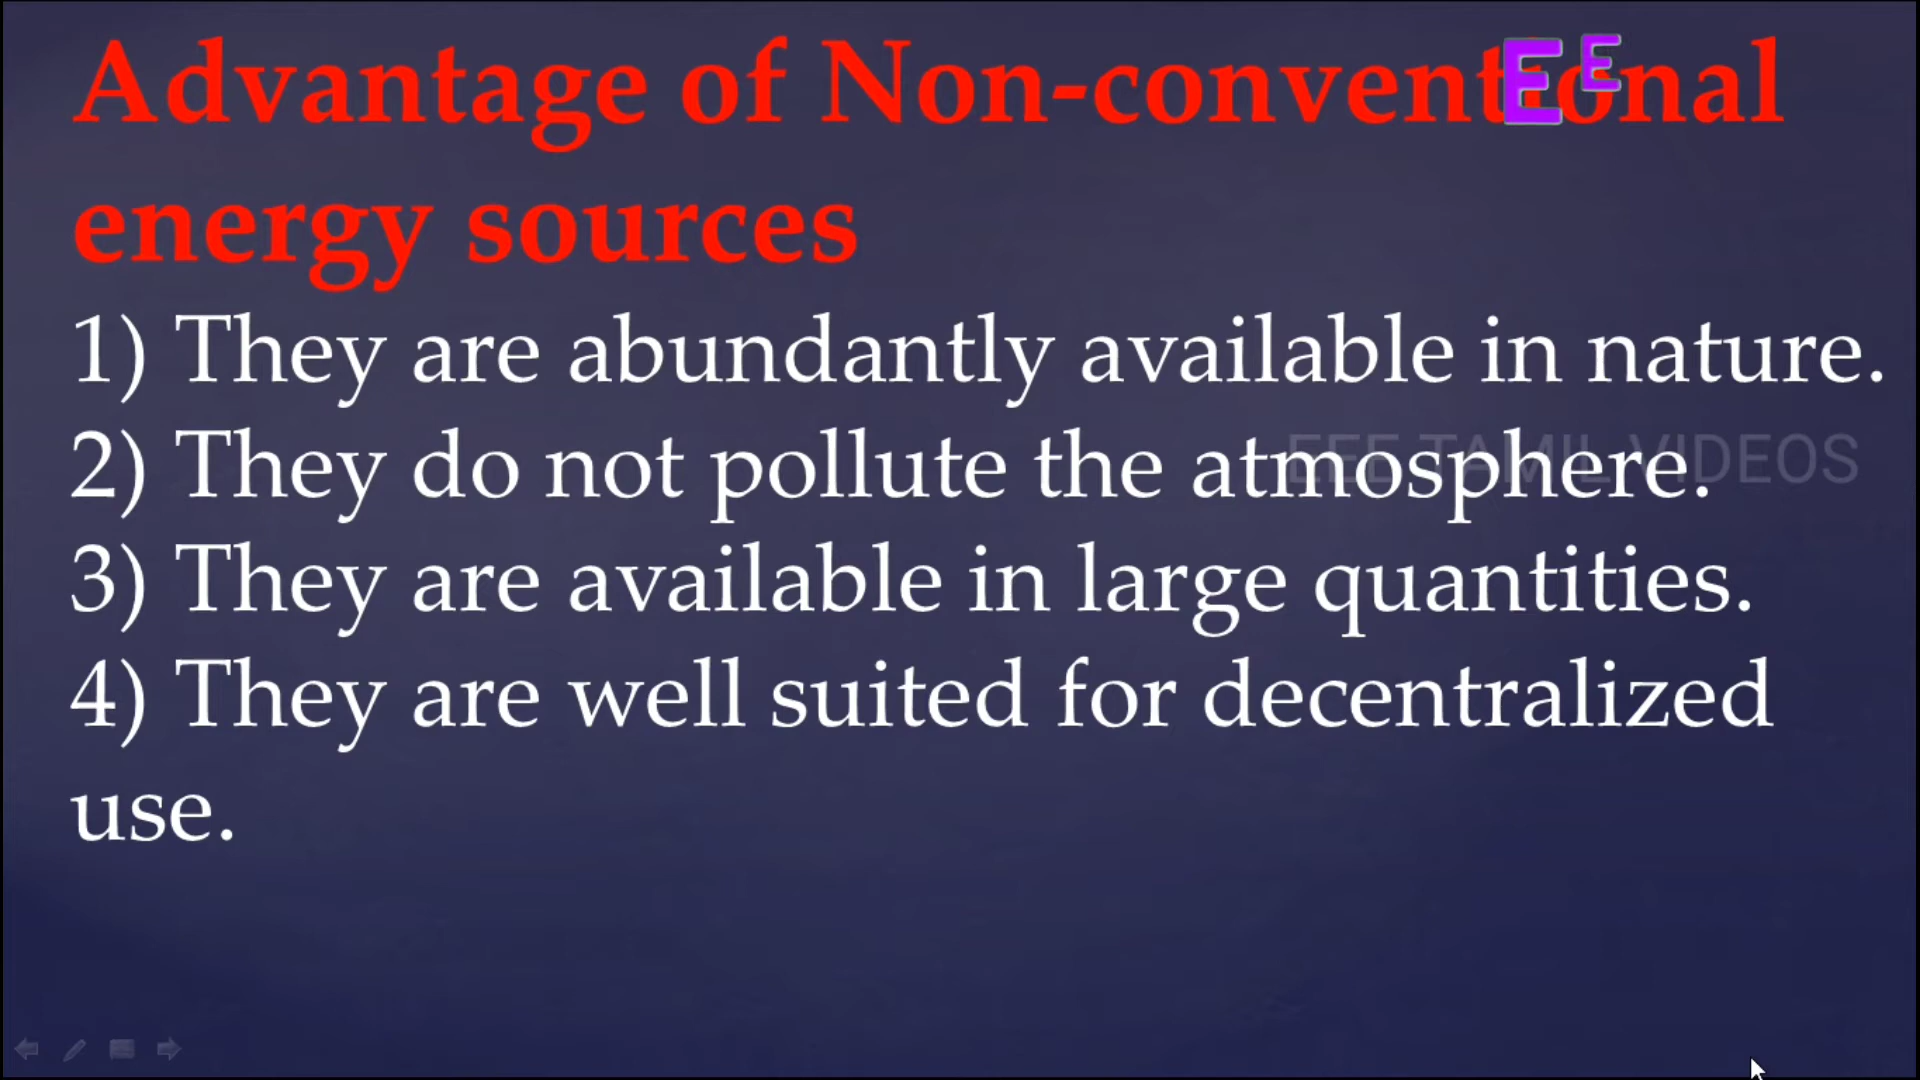 Advantage of Non-conventional
E E
energy sources
1) They are abundantly available in nature.
2) They do not pollute the atmosphere.
EEE TAMIL VIDEOS
3) They are available in large quantities.
4) They are well suited for decentralized
use.